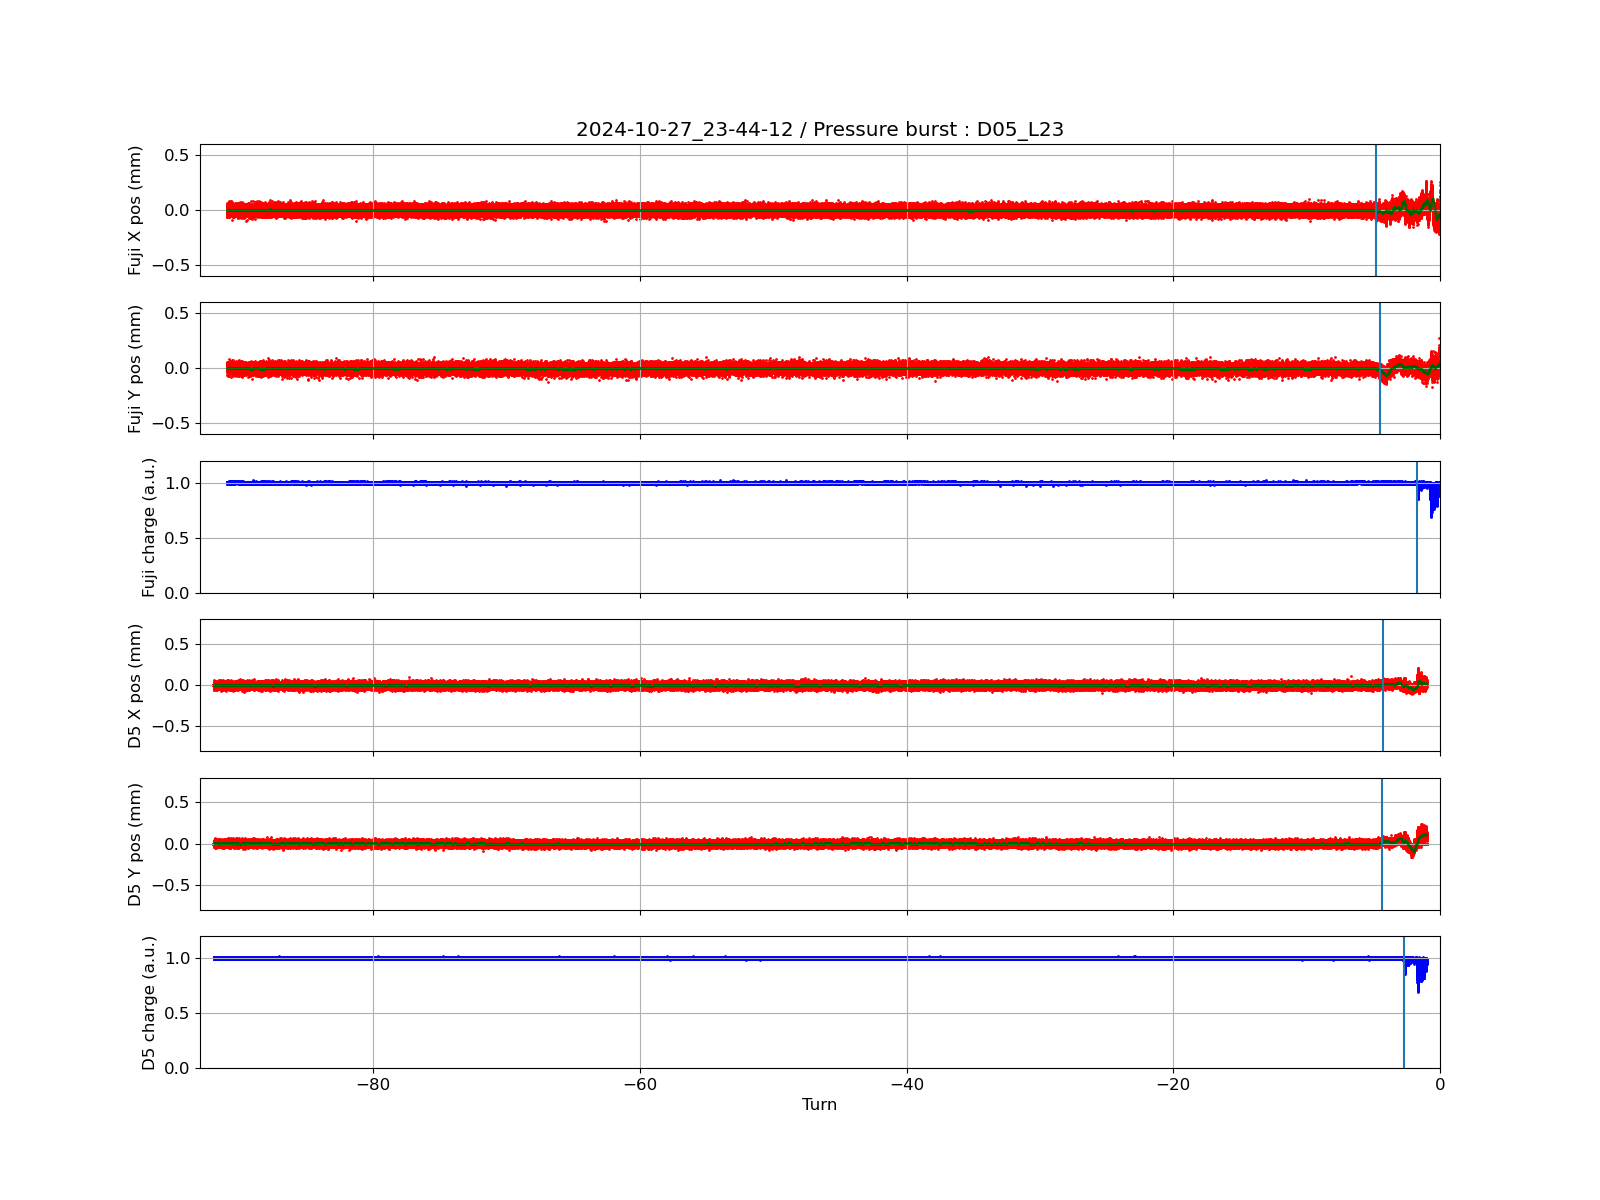 2024-10-27_23-44-12 / Pressure burst : D05_L23
Fuji X pos (mm)
0.5
0.0
−0.5
Fuji Y pos (mm)
0.5
0.0
−0.5
Fuji charge (a.u.)
1.0
0.5
0.0
D5 X pos (mm)
0.5
0.0
−0.5
D5 Y pos (mm)
0.5
0.0
−0.5
D5 charge (a.u.)
1.0
0.5
0.0
−80 −60 −40 −20 0
Turn